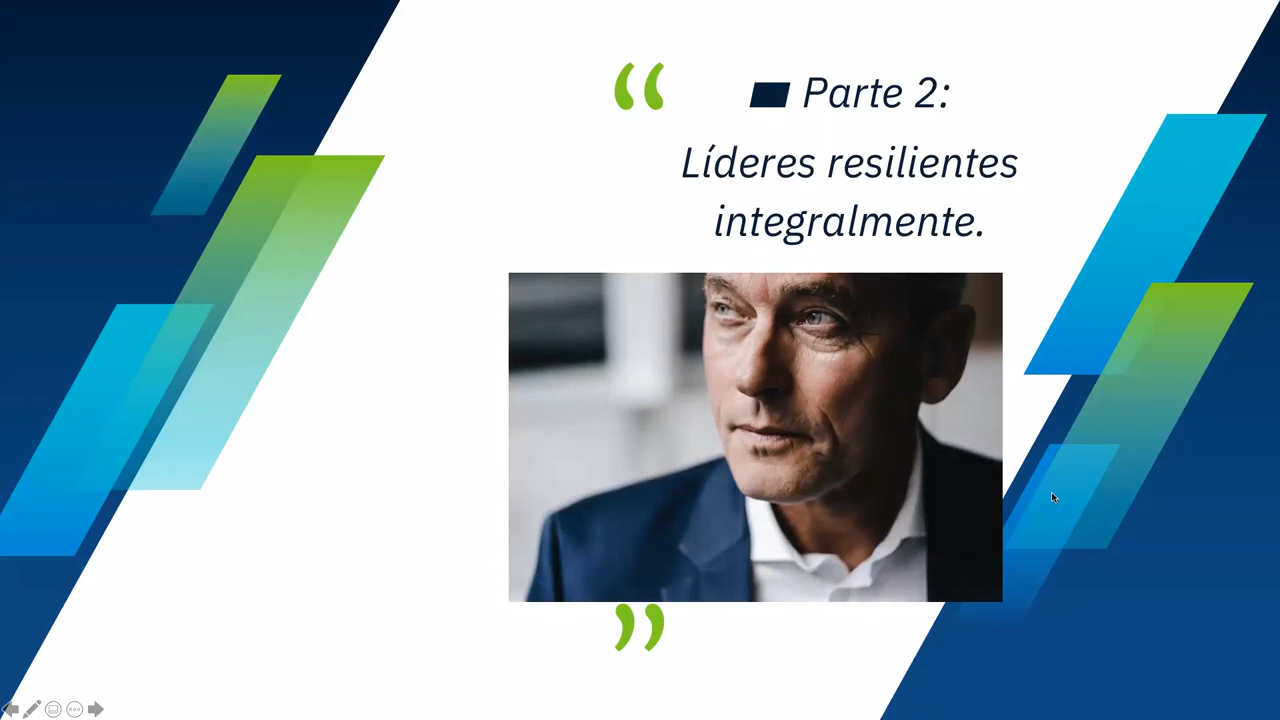 “
Parte 2:
Líderes resilientes
integralmente.
”